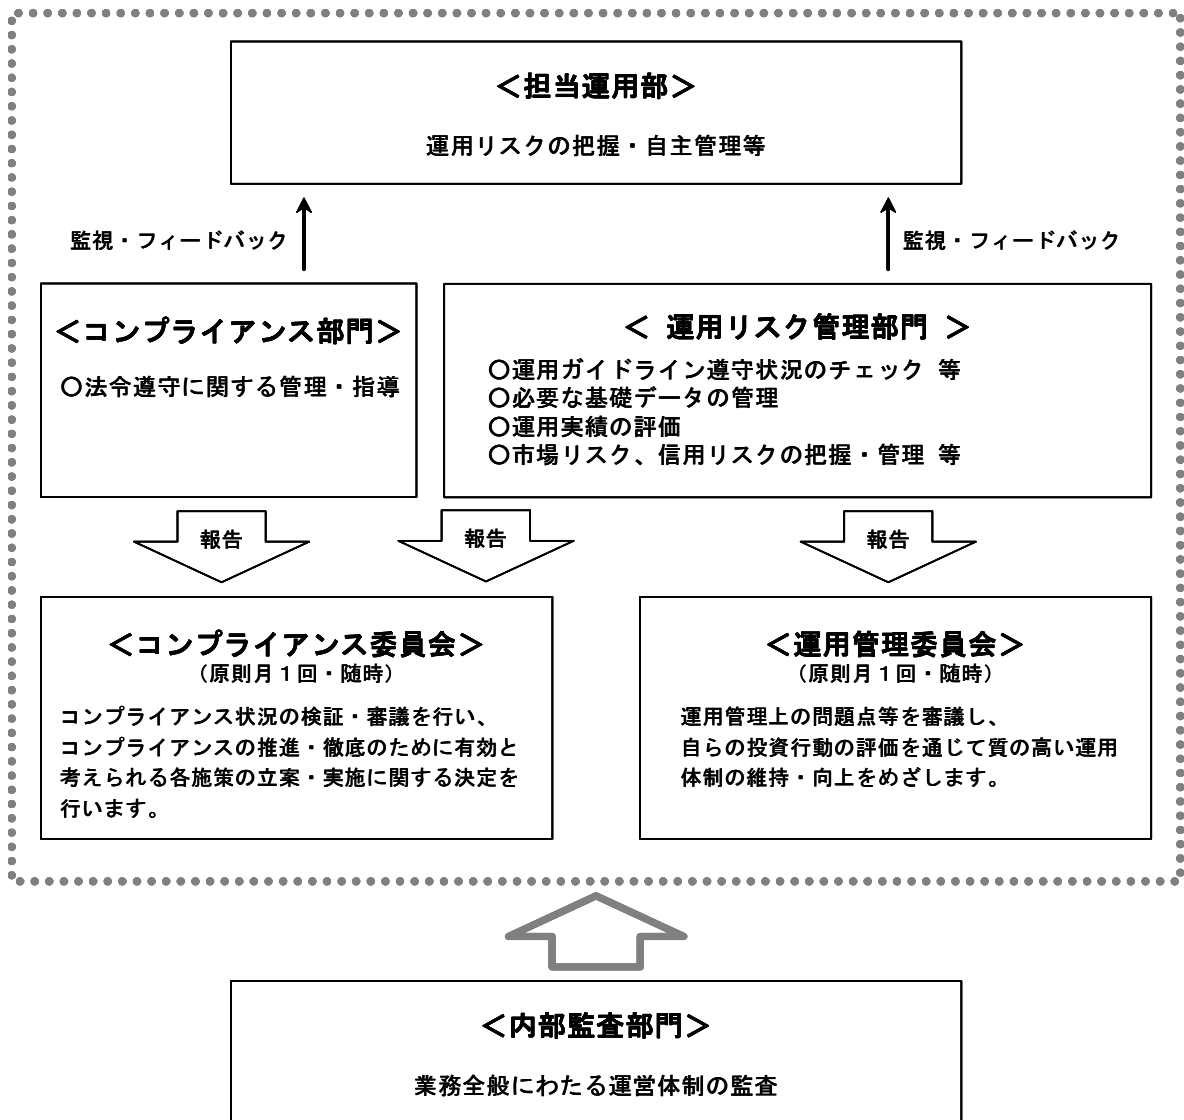 ＜担当運用部＞
運用リスクの把握・自主管理等
監視・フィードバック
監視・フィードバック
＜コンプライアンス部門＞
○法令遵守に関する管理・指導
＜ 運用リスク管理部門 ＞
○運用ガイドライン遵守状況のチェック 等
○必要な基礎データの管理
○運用実績の評価
○市場リスク、信用リスクの把握・管理 等
報告
報告
報告
＜コンプライアンス委員会＞
（原則月１回・随時）
コンプライアンス状況の検証・審議を行い、
コンプライアンスの推進・徹底のために有効と
考えられる各施策の立案・実施に関する決定を
行います。
＜運用管理委員会＞
（原則月１回・随時）
運用管理上の問題点等を審議し、
自らの投資行動の評価を通じて質の高い運用
体制の維持・向上をめざします。
＜内部監査部門＞
業務全般にわたる運営体制の監査